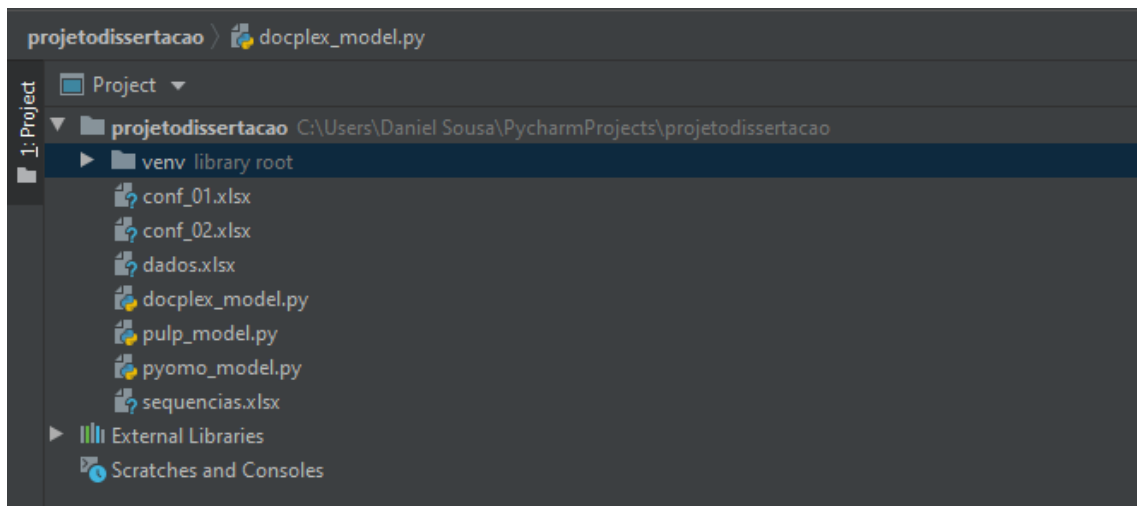 projetodissertacao 〉 docplex_model.py
1: Project
Project
projetodissertacao C:\Users\Daniel Sousa\PycharmProjects\projetodissertacao
venv library root
conf_01.xlsx
conf_02.xlsx
dados.xlsx
docplex_model.py
pulp_model.py
pyomo_model.py
sequencias.xlsx
External Libraries
Scratches and Consoles